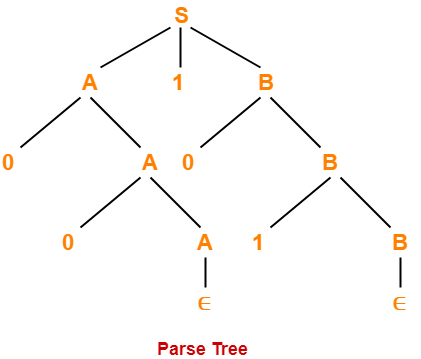 S
A 1 B
0 A 0 B
0 A 1 B
∈ ∈
Parse Tree